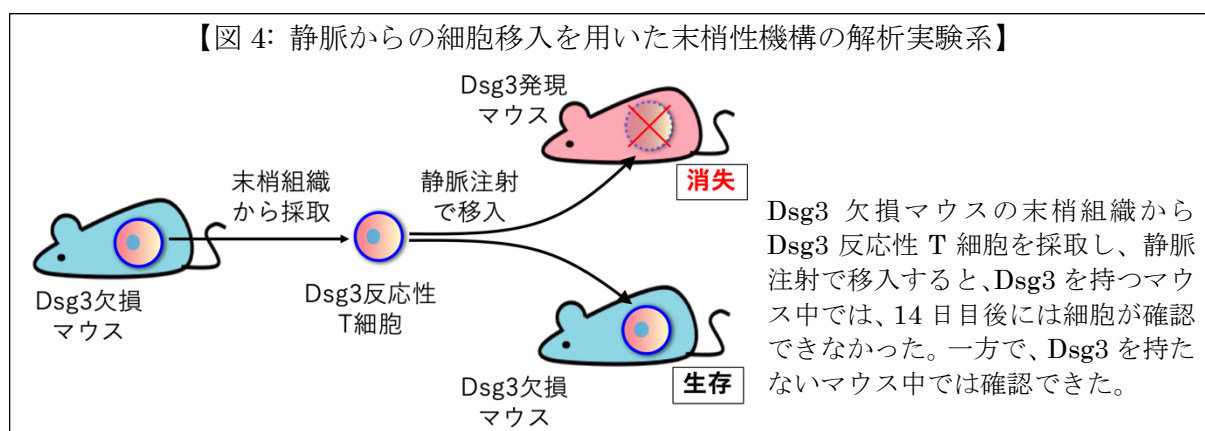 【図 4: 静脈からの細胞移入を用いた末梢性機構の解析実験系】
Dsg3発現
マウス
消失
末梢組織
から採取
静脈注射
で移入
Dsg3欠損
マウス
Dsg3反応性
T細胞
Dsg3欠損
マウス
生存
Dsg3 欠損マウスの末梢組織から
Dsg3 反応性 T 細胞を採取し、静脈
注射で移入すると、Dsg3 を持つマウ
ス中では、14 日目後には細胞が確認
できなかった。一方で、Dsg3 を持た
ないマウス中では確認できた。